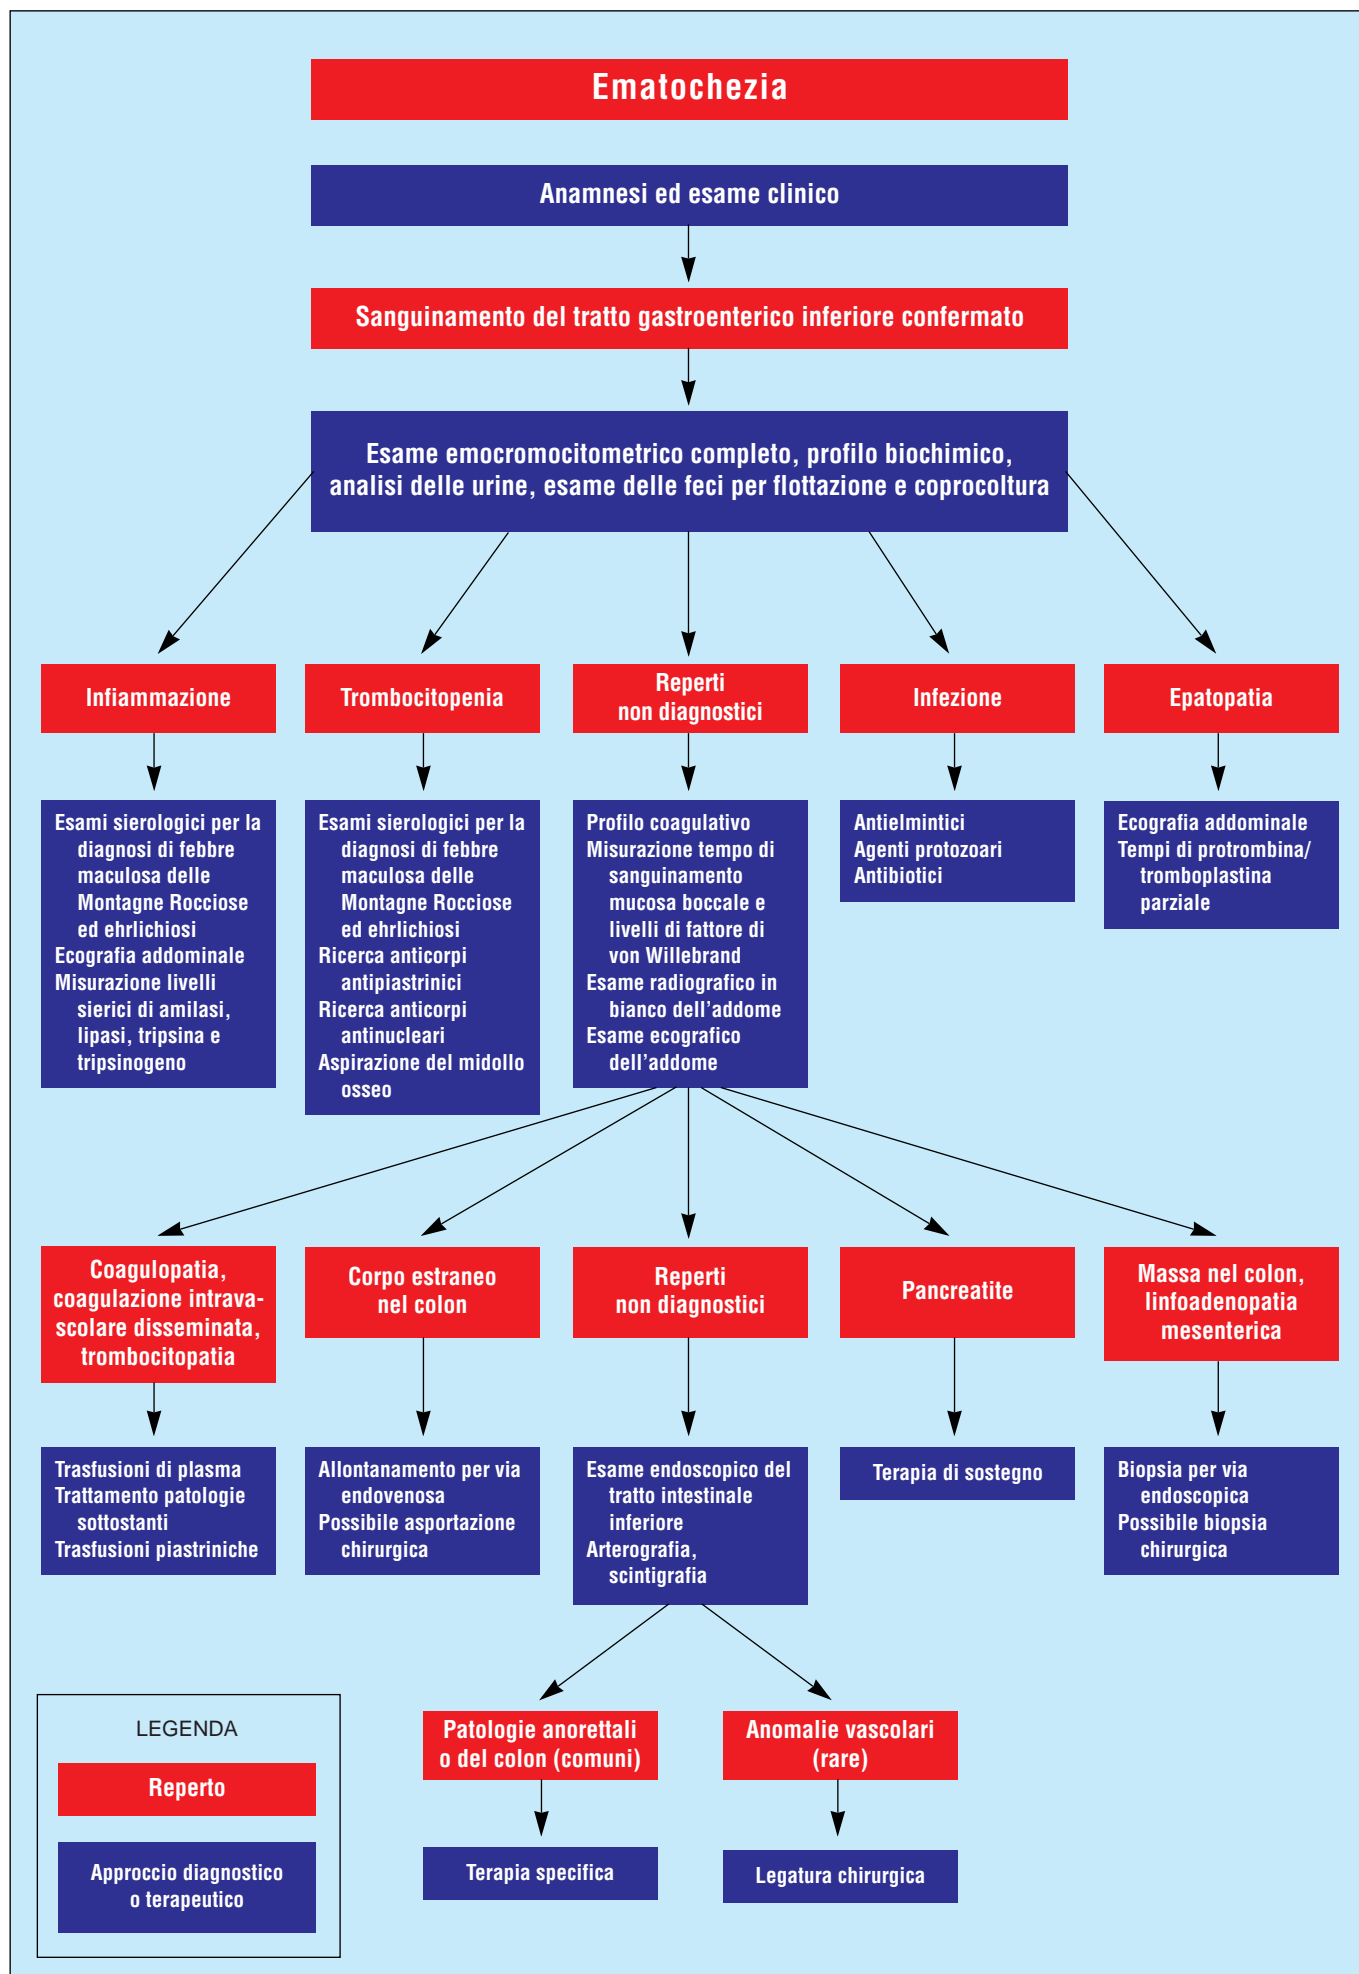 Ematochezia
Anamnesi ed esame clinico
Sanguinamento del tratto gastroenterico inferiore confermato
Esame emocromocitometrico completo, profilo biochimico,
analisi delle urine, esame delle feci per flottazione e coprocoltura
Infiammazione
Trombocitopenia
Reperti
non diagnostici
Infezione
Epatopatia
Esami sierologici per la
diagnosi di febbre
maculosa delle
Montagne Rocciose
ed ehrlichiosi
Ecografia addominale
Misurazione livelli
sierici di amilasi,
lipasi, tripsina e
tripsinogeno
Esami sierologici per la
diagnosi di febbre
maculosa delle
Montagne Rocciose
ed ehrlichiosi
Ricerca anticorpi
antipiastrinici
Ricerca anticorpi
antinucleari
Aspirazione del midollo
osseo
Profilo coagulativo
Misurazione tempo di
sanguinamento
mucosa boccale e
livelli di fattore di
von Willebrand
Esame radiografico in
bianco dell'addome
Esame ecografico
dell'addome
Antielmintici
Agenti protozoari
Antibiotici
Ecografia addominale
Tempi di protrombina/
tromboplastina
parziale
Coagulopatia,
coagulazione intrava-
scolare disseminata,
trombocitopatia
Corpo estraneo
nel colon
Reperti
non diagnostici
Pancreatite
Massa nel colon,
linfoadenopatia
mesenterica
Trasfusioni di plasma
Trattamento patologie
sottostanti
Trasfusioni piastriniche
Allontanamento per via
endovenosa
Possibile asportazione
chirurgica
Esame endoscopico del
tratto intestinale
inferiore
Arterografia,
scintigrafia
Terapia di sostegno
Biopsia per via
endoscopica
Possibile biopsia
chirurgica
Patologie anorettali
o del colon (comuni)
Anomalie vascolari
(rare)
Terapia specifica
Legatura chirurgica
LEGENDA
Reperto
Approccio diagnostico
o terapeutico